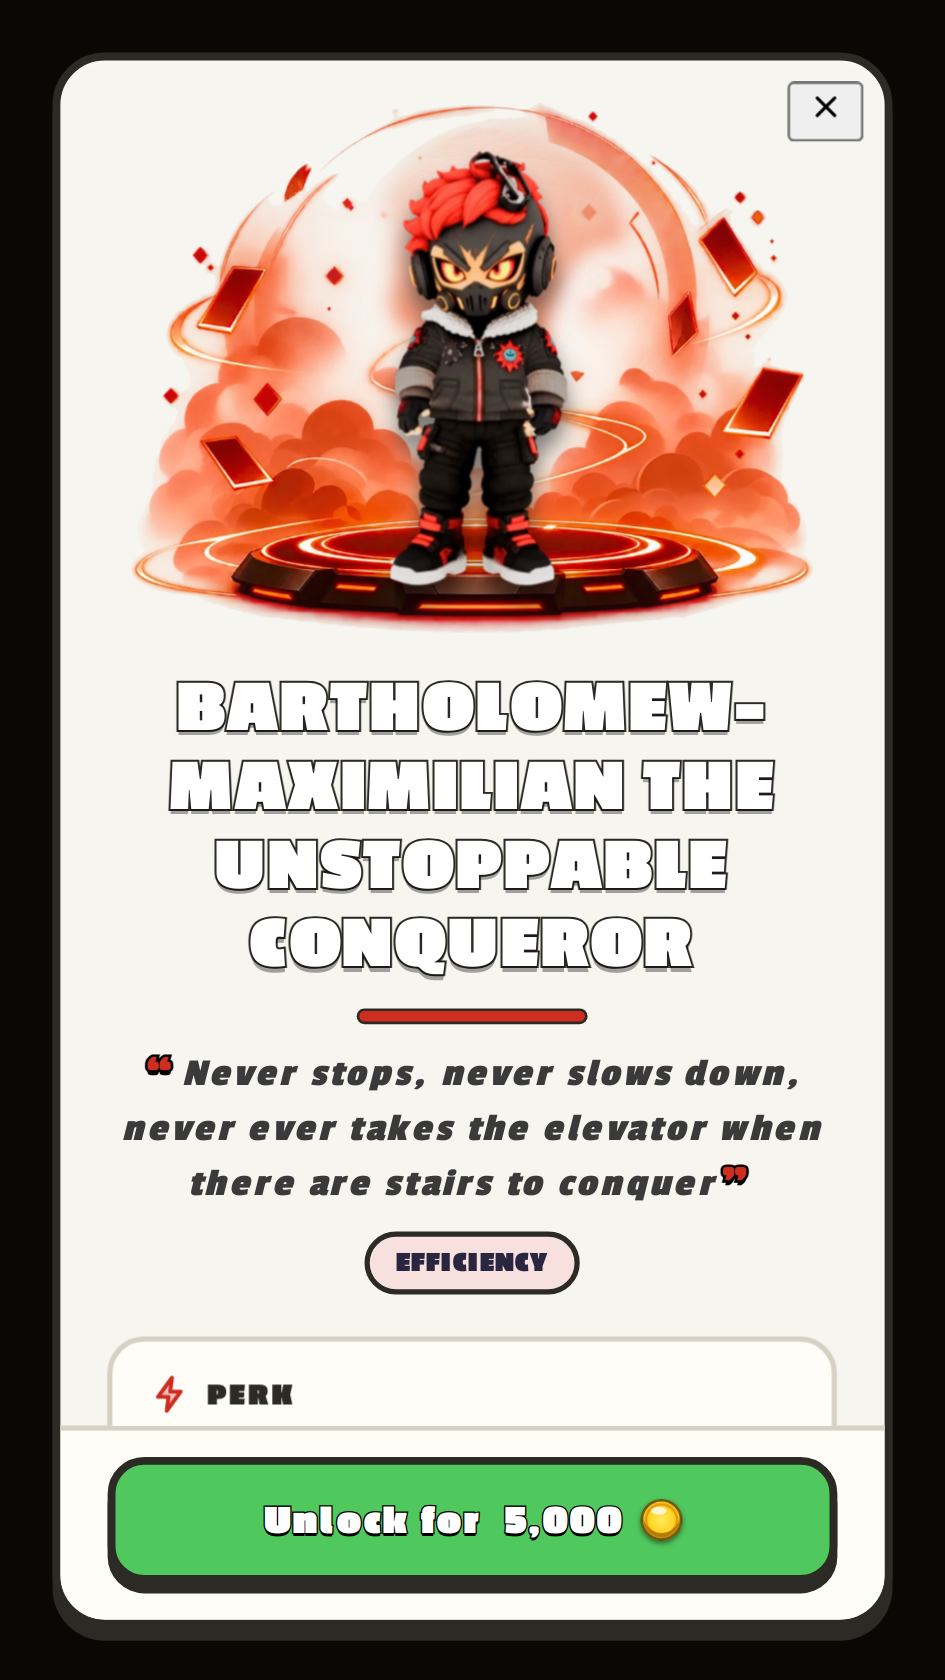 BARTHOLOMEW-
MAXIMILIAN THE
UNSTOPPABLE
CONQUEROR
❝ Never stops, never slows down,
never ever takes the elevator when
there are stairs to conquer❞
EFFICIENCY
PERK
Unlock for 5,000